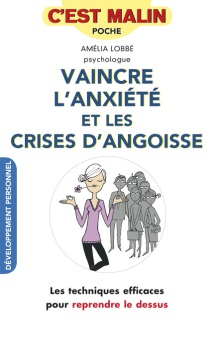 C'EST MALIN
POCHE
AMÉLIA LOBBÉ
psychologue
VAINCRE
L'ANXIÉTÉ
ET LES
CRISES D'ANGOISSE
DÉVELOPPEMENT PERSONNEL
Les techniques efficaces
pour reprendre le dessus